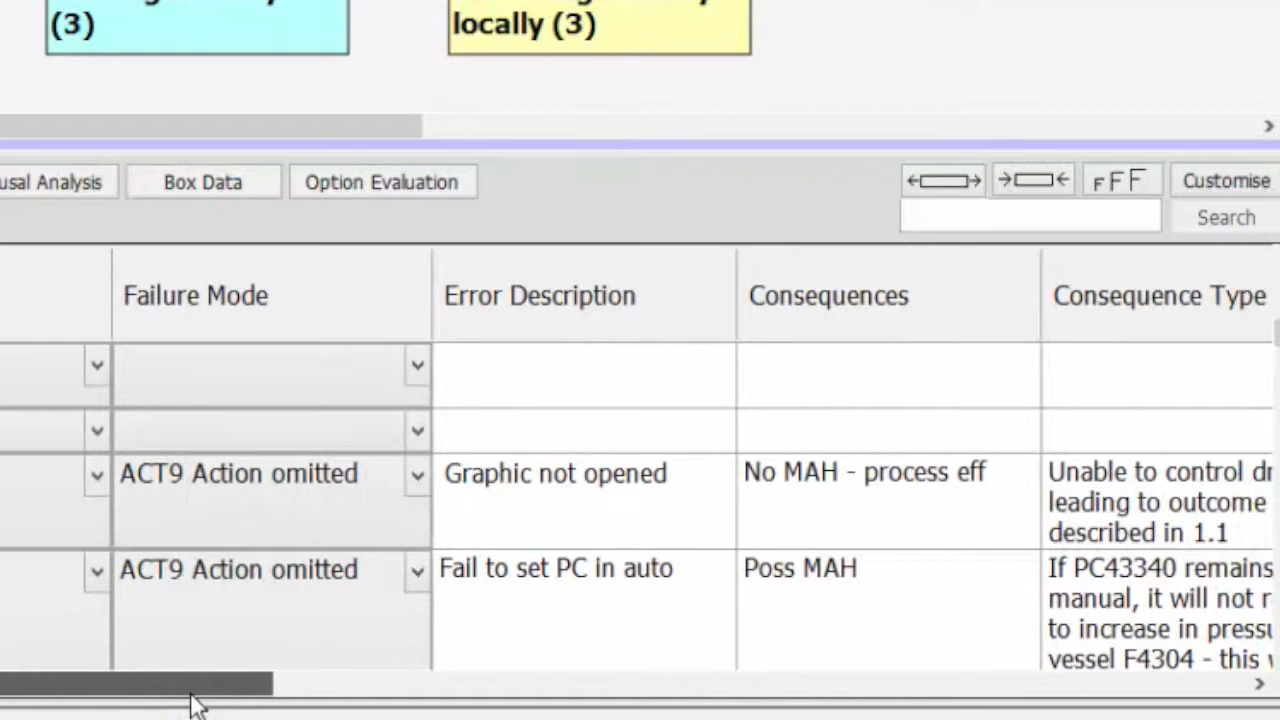 (3)
locally (3)
usal Analysis
Box Data
Option Evaluation
FFF
Customise
Search
Failure Mode
Error Description
Consequences
Consequence Type
ACT9 Action omitted
Graphic not opened
No MAH - process eff
Unable to control
leading to outcome
described in 1.1
ACT9 Action omitted
Fail to set PC in auto
Poss MAH
If PC43340 remains
manual, it will not
to increase in
vessel F4304 - this